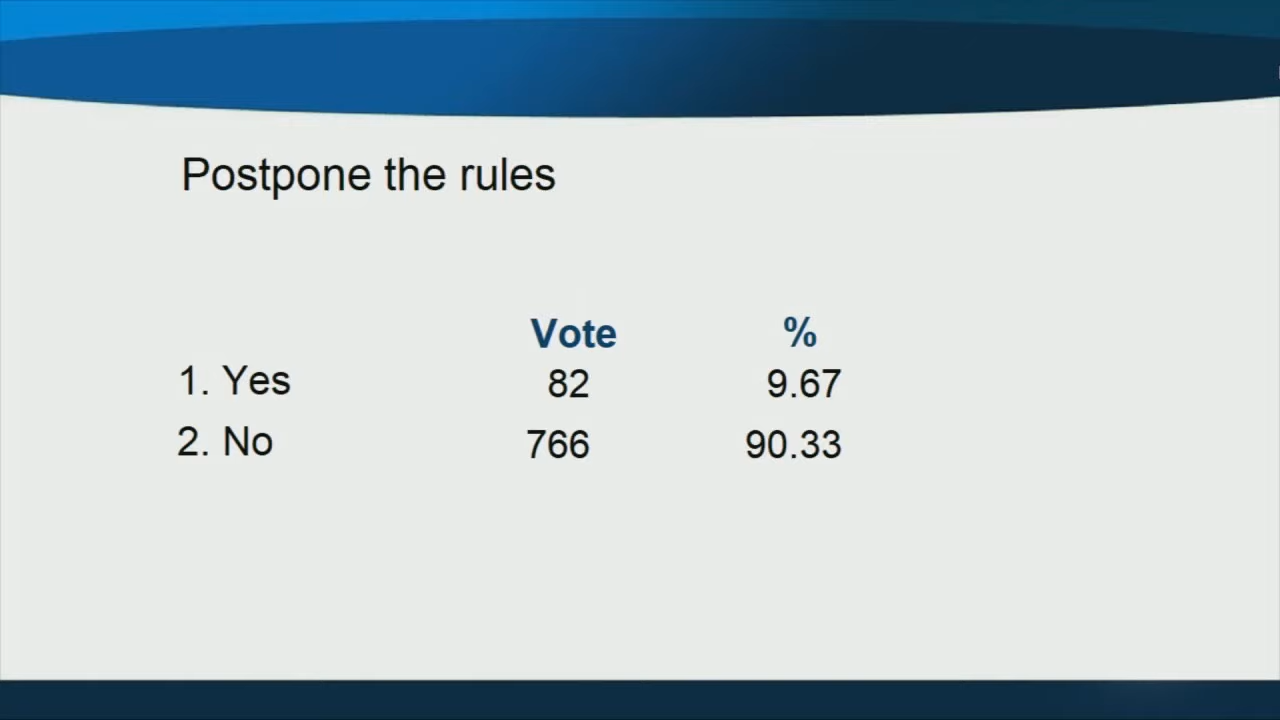 Postpone the rules
Vote %
1. Yes 82 9.67
2. No 766 90.33